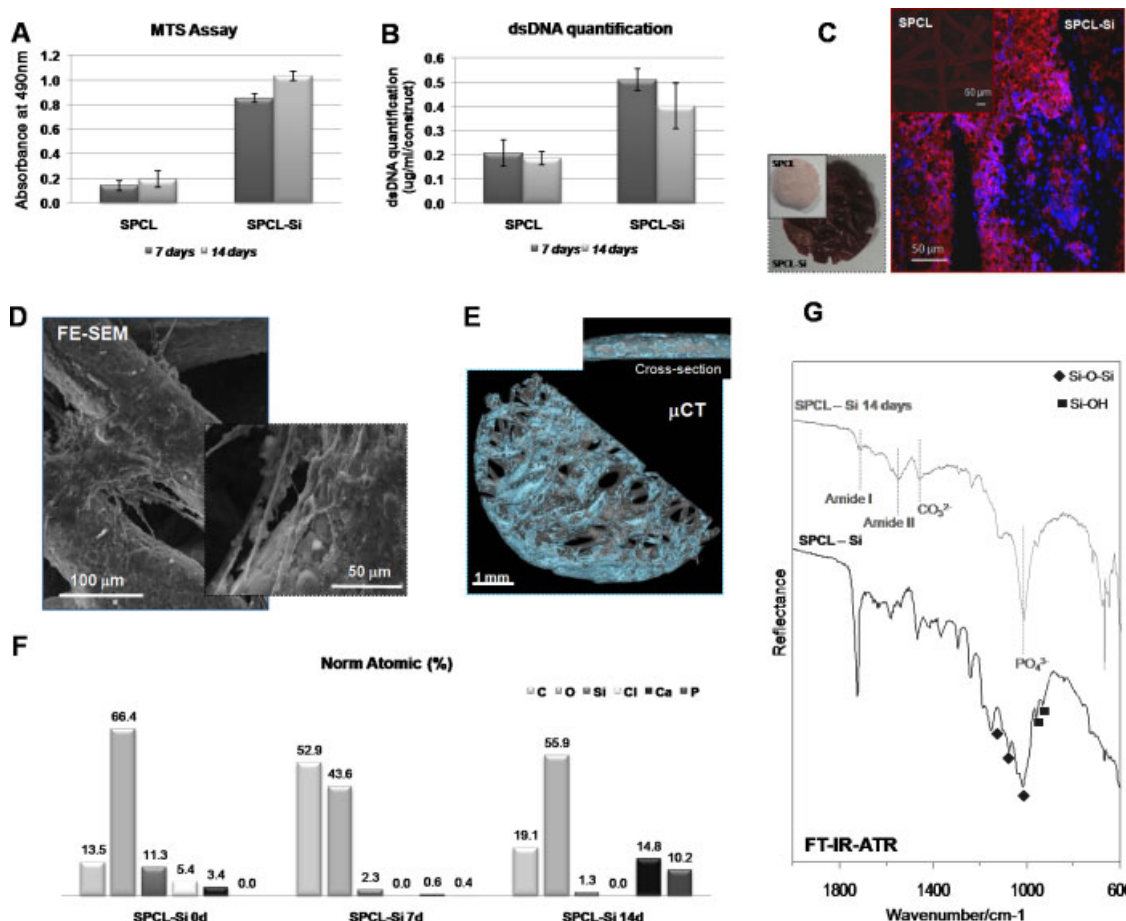 A
MTS Assay
Absorbance at 490nm
1.2
1.0
0.8
0.6
0.4
0.2
0.0
SPCL
SPCL-Si
7 days
14 days
B
dsDNA quantification
dsDNA quantification
(ug/ml/construct)
0.6
0.5
0.4
0.3
0.2
0.1
0.0
SPCL
SPCL-Si
7 days
14 days
C
SPCL
SPCL-Si
50 µm
SPCL
SPCL-Si
50 µm
D
FE-SEM
100 µm
50 µm
E
Cross-section
µCT
1mm
F
Norm Atomic (%)
C O Si Cl Ca P
13.5
66.4
11.3
5.4
3.4
0.0
52.9
43.6
2.3
0.0
0.6
0.4
19.1
55.9
1.3
0.0
14.8
10.2
SPCL-Si 0d
SPCL-Si 7d
SPCL-Si 14d
G
Si-O-Si
Si-OH
SPCL – Si 14 days
Amide I
Amide II
CO₃²⁻
SPCL – Si
PO₄³⁻
Reflectance
FT-IR-ATR
1800
1400
1000
600
Wavenumber/cm-1